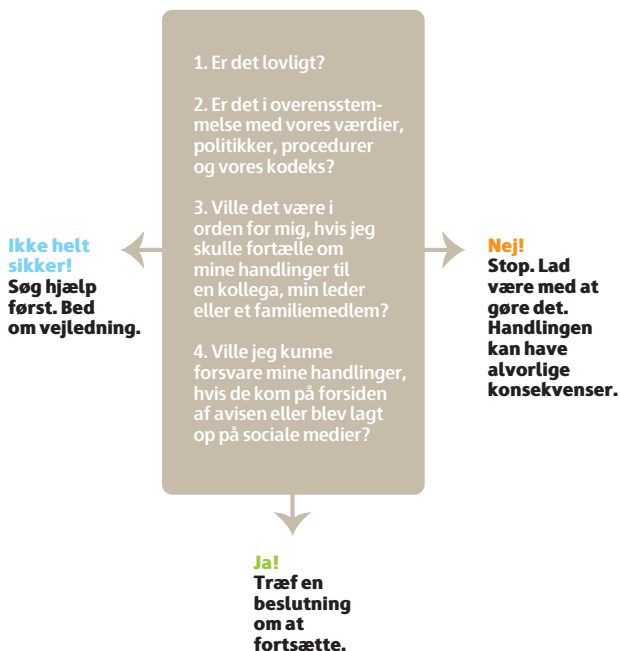 1. Er det lovligt?
2. Er det i overensstem-
melse med vores værdier,
politikker, procedurer
og vores kodeks?
3. Ville det være i
orden for mig, hvis jeg
skulle fortælle om
mine handlinger til
en kollega, min leder
eller et familiemedlem?
4. Ville jeg kunne
forsvare mine handlinger,
hvis de kom på forsiden
af avisen eller blev lagt
op på sociale medier?
Ikke helt
sikker!
Søg hjælp
først. Bed
om vejledning.
Nej!
Stop. Lad
være med at
gøre det.
Handlingen
kan have
alvorlige
konsekvenser.
Ja!
Træf en
beslutning
om at
fortsætte.